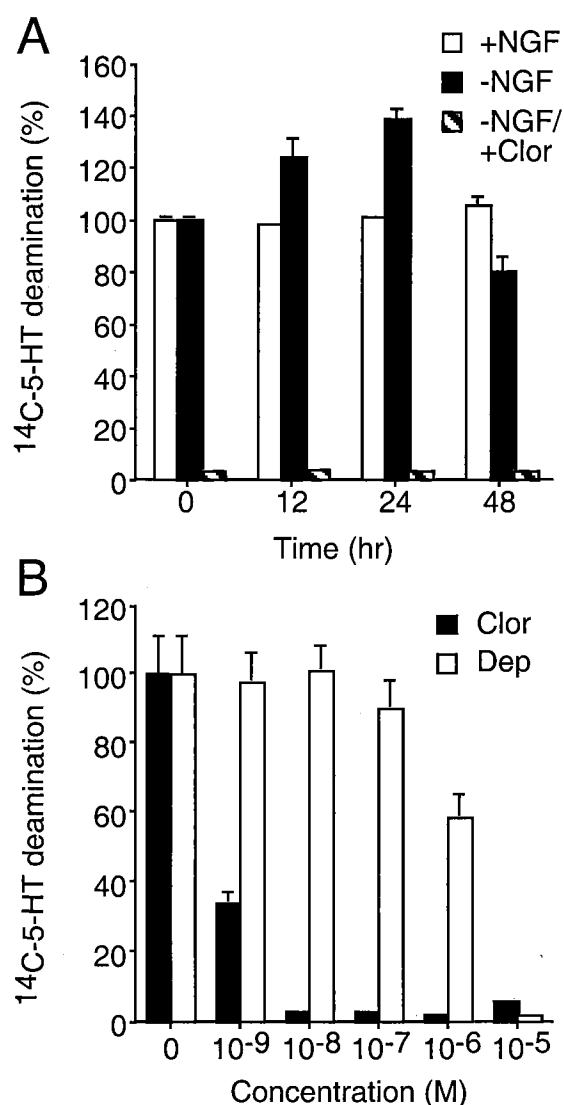 A
+NGF
-NGF
-NGF/
+Clor
14C-5-HT deamination (%)
160
140
120
100
80
60
40
20
0
0 12 24 48
Time (hr)
B
Clor
Dep
14C-5-HT deamination (%)
120
100
80
60
40
20
0
0 10-9 10-8 10-7 10-6 10-5
Concentration (M)